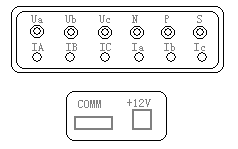 Ua Ub Uc N P S
IA IB IC Ia Ib Ic
COMM +12V